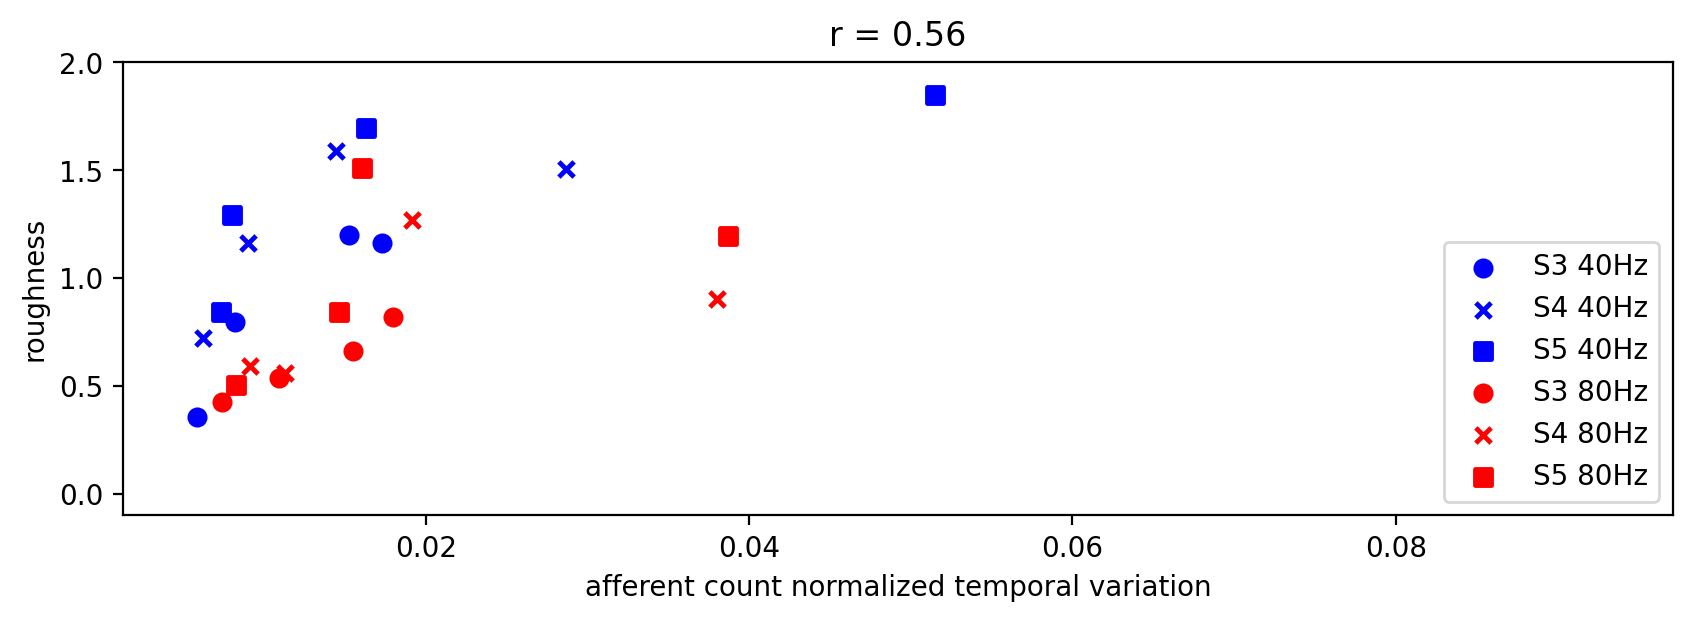 r = 0.56
2.0
1.5
1.0
0.5
0.0
roughness
S3 40Hz
S4 40Hz
S5 40Hz
S3 80Hz
S4 80Hz
S5 80Hz
0.02 0.04 0.06 0.08
afferent count normalized temporal variation